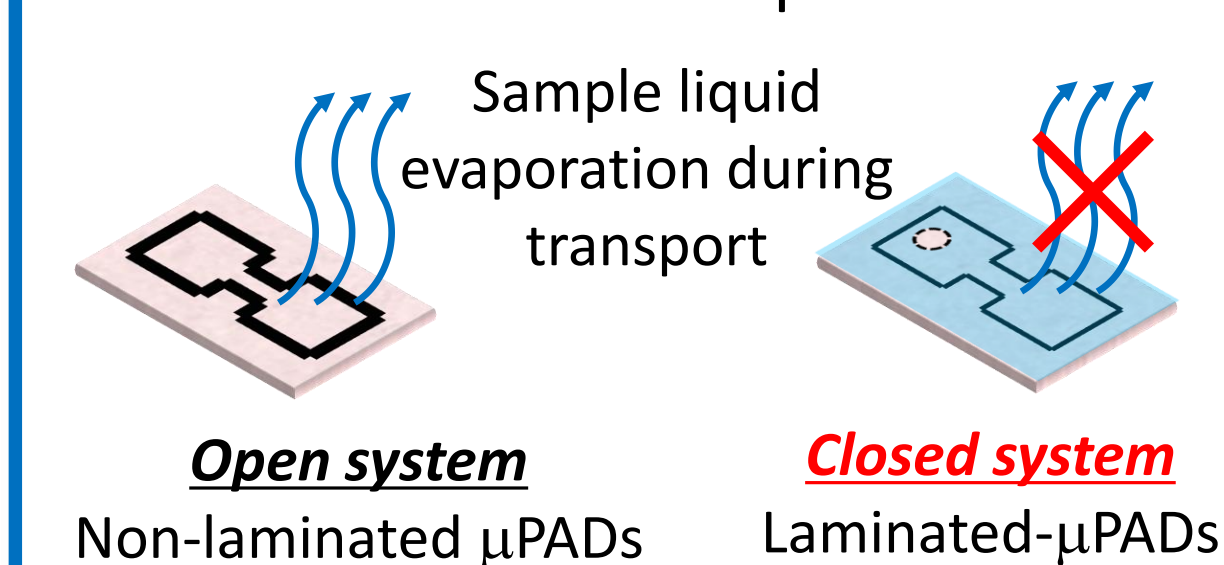 Sample liquid
evaporation during
transport
Open system
Non-laminated μPADs
Closed system
Laminated-μPADs